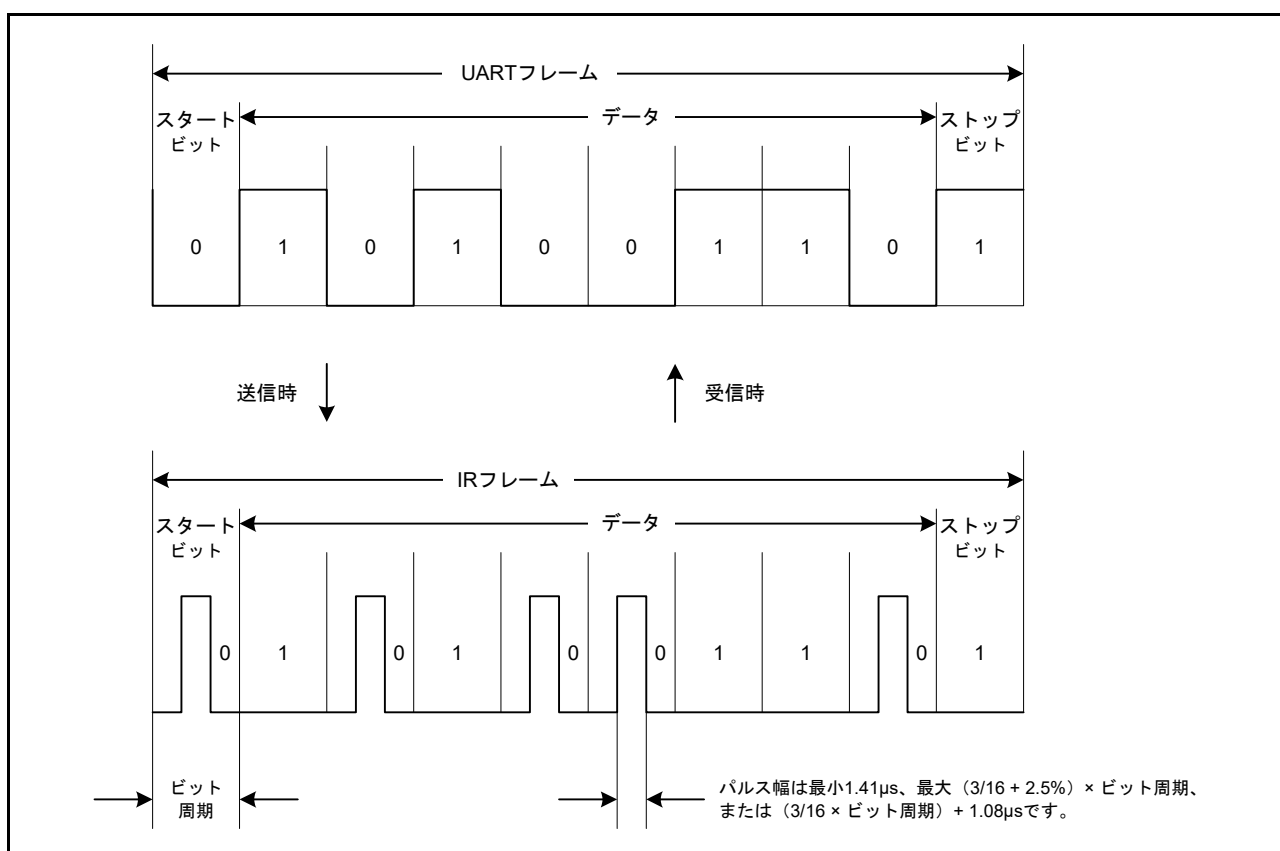 UARTフレーム
スタート
ビット
データ
ストップ
ビット
0 1 0 1 0 0 1 1 0 1
送信時
受信時
IRフレーム
スタート
ビット
データ
ストップ
ビット
0 1 0 1 0 0 1 1 0 1
ビット
周期
パルス幅は最小1.41µs、最大（3/16 + 2.5%）× ビット周期、
または（3/16 × ビット周期）+ 1.08µsです。